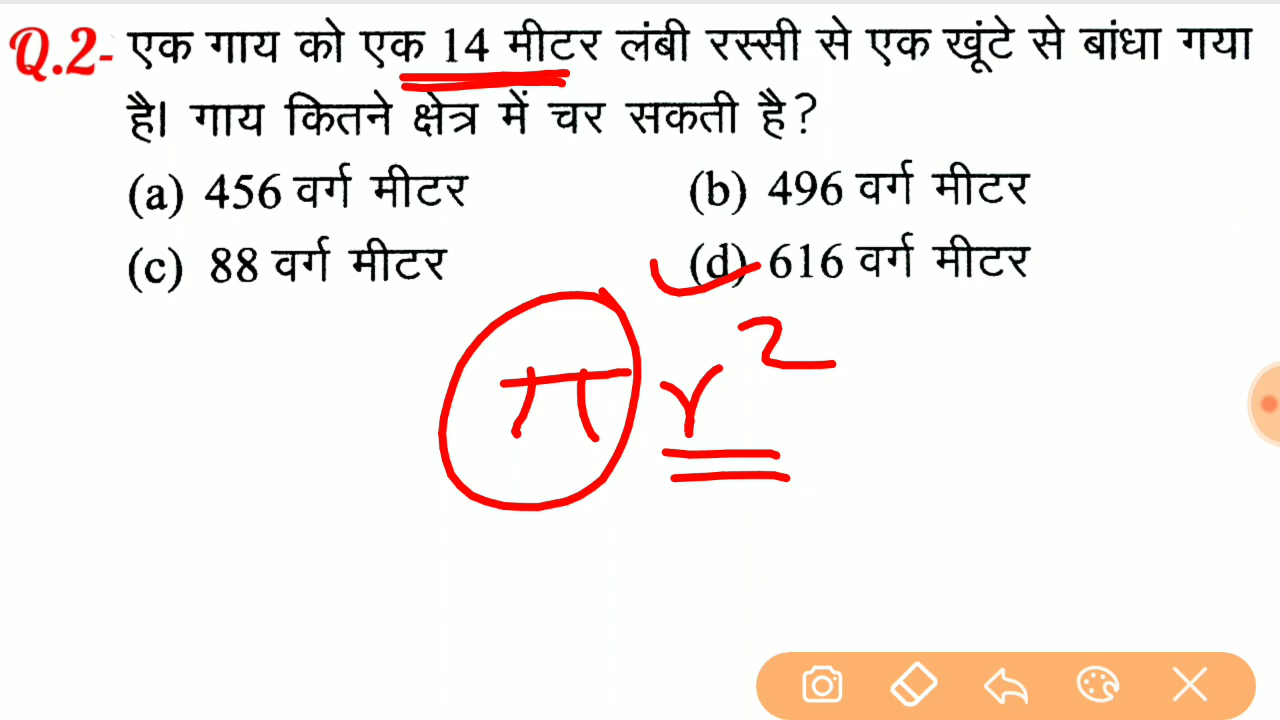 Q.2- एक गाय को एक 14 मीटर लंबी रस्सी से एक खूंटे से बांधा गया
है। गाय कितने क्षेत्र में चर सकती है?
(a) 456 वर्ग मीटर (b) 496 वर्ग मीटर
(c) 88 वर्ग मीटर (d) 616 वर्ग मीटर
π r²